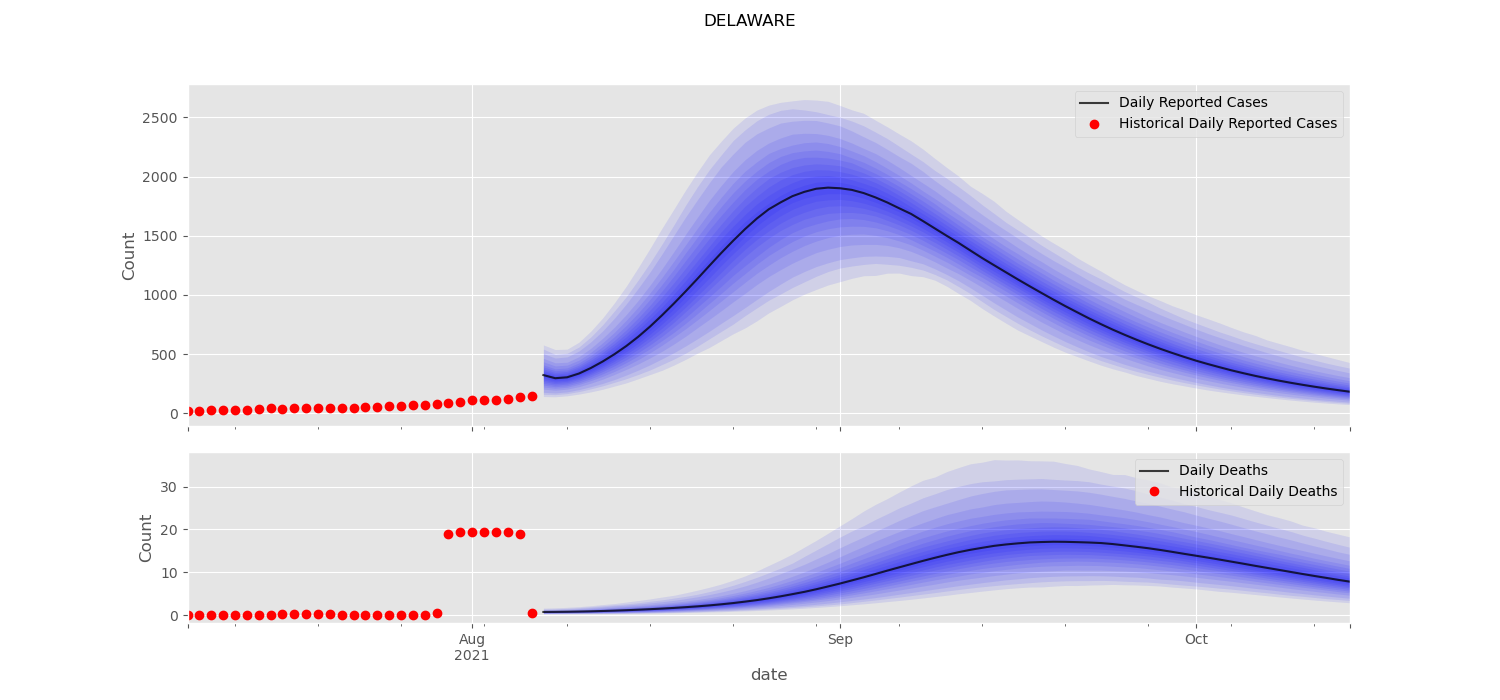 DELAWARE
2500
2000
1500
1000
500
0
Count
Daily Reported Cases
Historical Daily Reported Cases
30
20
10
0
Count
Daily Deaths
Historical Daily Deaths
Aug
2021
Sep
Oct
date